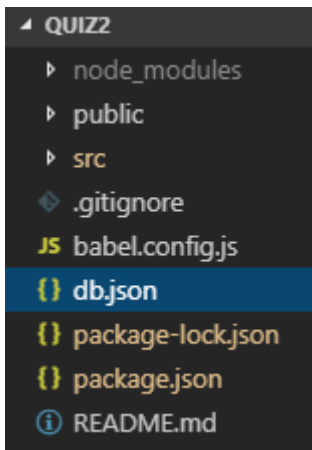 QUIZ2
node_modules
public
src
.gitignore
JS babel.config.js
{} db.json
{} package-lock.json
{} package.json
README.md